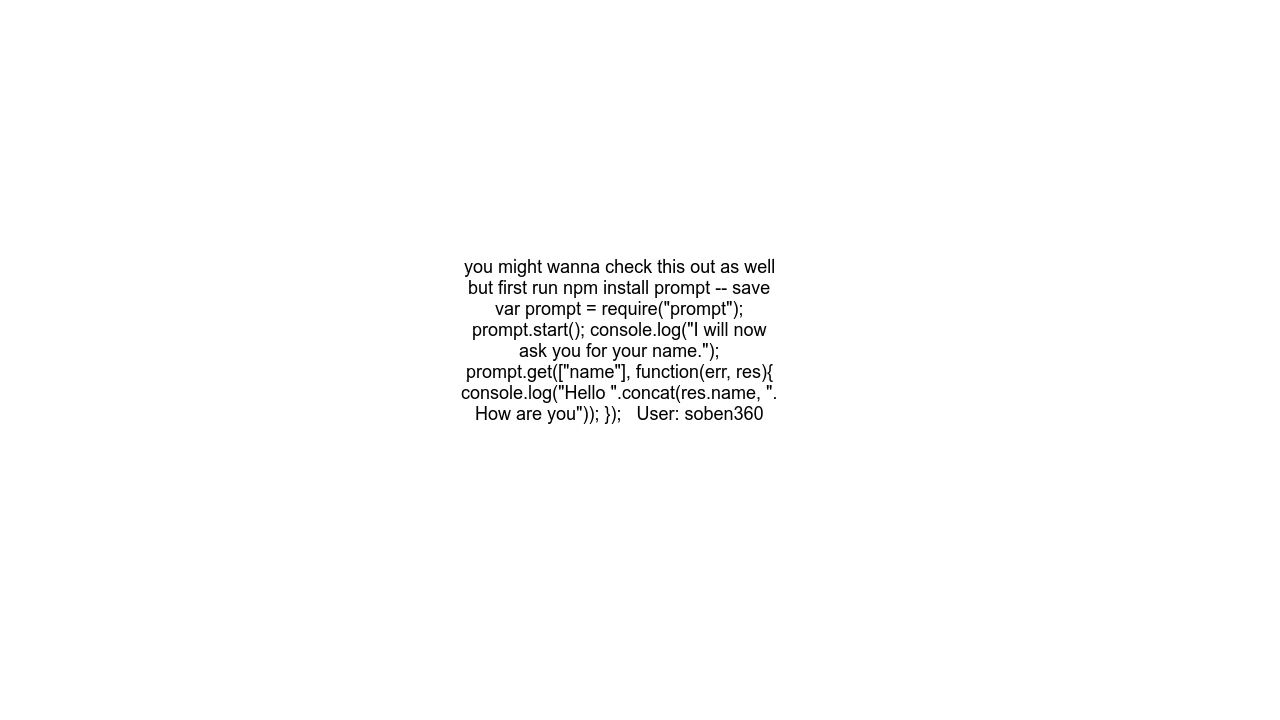 you might wanna check this out as well
but first run npm install prompt -- save
var prompt = require("prompt");
prompt.start(); console.log("I will now
ask you for your name.");
prompt.get(["name"], function(err, res){
console.log("Hello ".concat(res.name, ".
How are you")); });   User: soben360